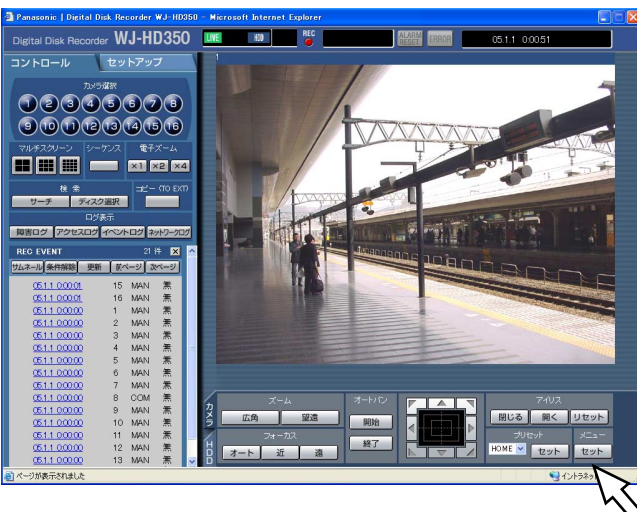 Panasonic | Digital Disk Recorder WJ-HD350 - Microsoft Internet Explorer
Digital Disk Recorder WJ-HD350
LIVE HDD REC ALARM RESET ERROR 05.1.1 0:00:51
コントロール セットアップ
1
カメラ選択
1 2 3 4 5 6 7 8
9 10 11 12 13 14 15 16
マルチスクリーン シーケンス 電子ズーム
×1 ×2 ×4
検 索 コピー (TO EXT)
サーチ ディスク選択
ログ表示
障害ログ アクセスログ イベントログ ネットワークログ
REC EVENT 21 件
サムネール 条件解除 更新 前ページ 次ページ
05.1.1 0:00:01 15 MAN 無
05.1.1 0:00:01 16 MAN 無
05.1.1 0:00:00 1 MAN 無
05.1.1 0:00:00 2 MAN 無
05.1.1 0:00:00 3 MAN 無
05.1.1 0:00:00 4 MAN 無
05.1.1 0:00:00 5 MAN 無
05.1.1 0:00:00 6 MAN 無
05.1.1 0:00:00 7 MAN 無
05.1.1 0:00:00 8 COM 無
05.1.1 0:00:00 9 MAN 無
05.1.1 0:00:00 10 MAN 無
05.1.1 0:00:00 11 MAN 無
05.1.1 0:00:00 12 MAN 無
05.1.1 0:00:00 13 MAN 無
カメラ
HDD
ズーム
広角 望遠
フォーカス
オート 近 遠
オートパン
開始
終了
アイリス
閉じる 開く リセット
プリセット メニュー
HOME セット セット
ページが表示されました
イントラネッ